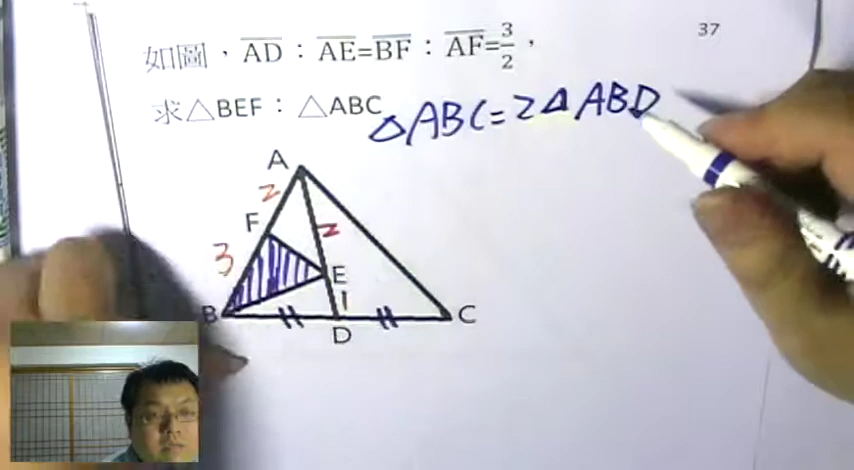 如圖，AD：AE=BF：AF=3/2，
37
求△BEF：△ABC
△ABC=2△ABD
A
2
F
2
3
E
1
B
C
D